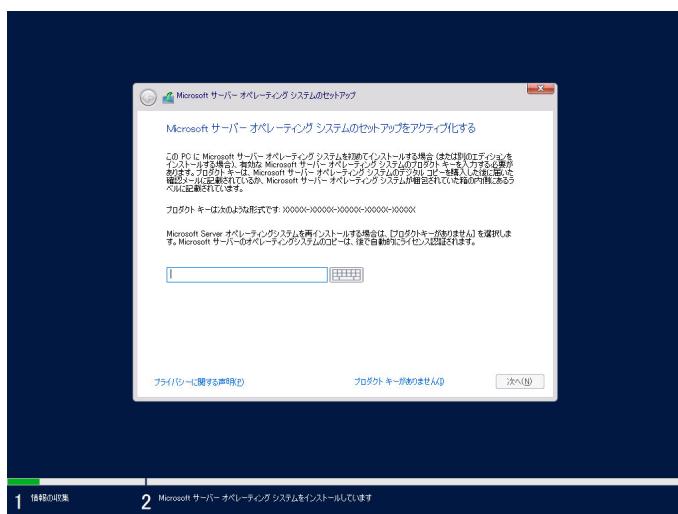 Microsoft サーバー オペレーティング システムのセットアップ
Microsoft サーバー オペレーティング システムのセットアップをアクティブ化する
この PC に Microsoft サーバー オペレーティング システムを初めてインストールする場合 (または別のエディションを
インストールする場合)、有効な Microsoft サーバー オペレーティング システムのプロダクト キーを入力する必要が
あります。プロダクト キーは、Microsoft サーバー オペレーティング システムのデジタル コピーを購入した後に届いた
確認メールに記載されているか、Microsoft サーバー オペレーティング システムが梱包されていた箱の内側にあるラ
ベルに記載されています。
プロダクト キーは次のような形式です: XXXXX-XXXXX-XXXXX-XXXXX-XXXXX
Microsoft Server オペレーティングシステムを再インストールする場合は、[プロダクトキーがありません] を選択しま
す。Microsoft サーバーのオペレーティングシステムのコピーは、後で自動的にライセンス認証されます。
プライバシーに関する声明(P)
プロダクト キーがありません(I)
次へ(N)
1 情報の収集
2 Microsoft サーバー オペレーティング システムをインストールしています